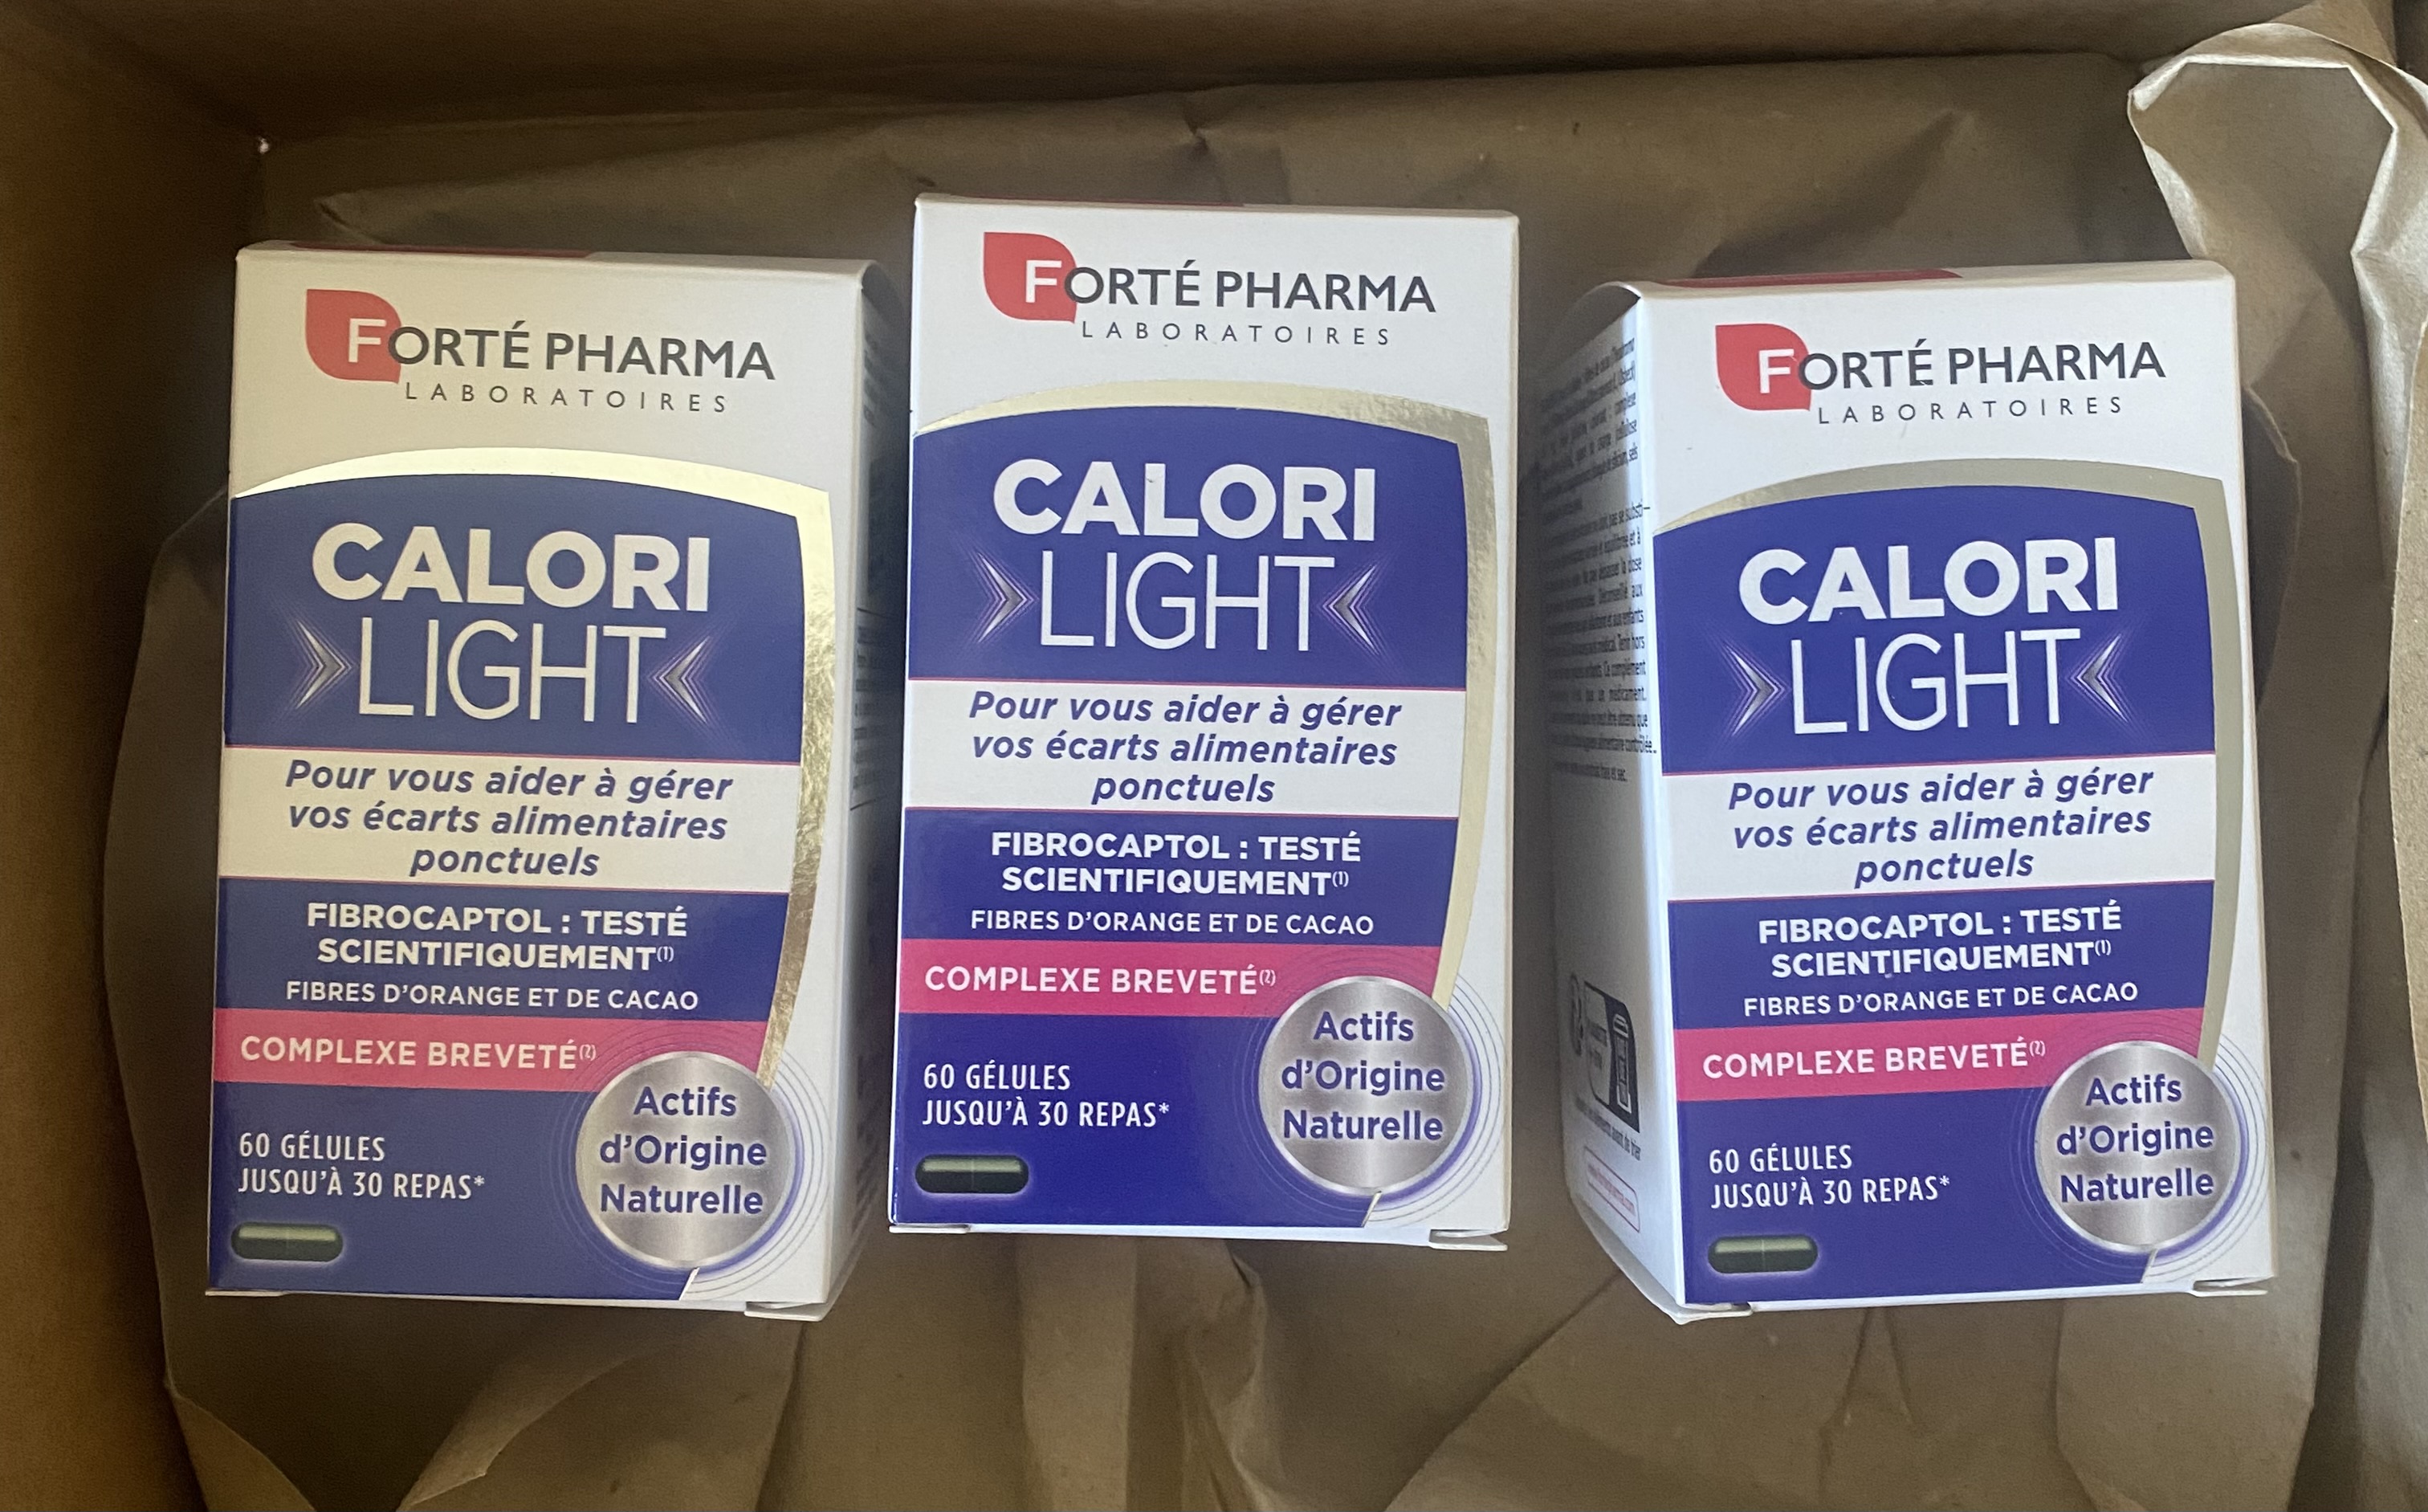 FORTÉ PHARMA
LABORATOIRES
CALORI
LIGHT
Pour vous aider à gérer
vos écarts alimentaires
ponctuels
FIBROCAPTOL : TESTÉ
SCIENTIFIQUEMENT(1)
FIBRES D'ORANGE ET DE CACAO
COMPLEXE BREVETÉ(2)
60 GÉLULES
JUSQU'À 30 REPAS*
Actifs
d'Origine
Naturelle
FORTÉ PHARMA
LABORATOIRES
CALORI
LIGHT
Pour vous aider à gérer
vos écarts alimentaires
ponctuels
FIBROCAPTOL : TESTÉ
SCIENTIFIQUEMENT(1)
FIBRES D'ORANGE ET DE CACAO
COMPLEXE BREVETÉ(2)
60 GÉLULES
JUSQU'À 30 REPAS*
Actifs
d'Origine
Naturelle
FORTÉ PHARMA
LABORATOIRES
CALORI
LIGHT
Pour vous aider à gérer
vos écarts alimentaires
ponctuels
FIBROCAPTOL : TESTÉ
SCIENTIFIQUEMENT(1)
FIBRES D'ORANGE ET DE CACAO
COMPLEXE BREVETÉ(2)
60 GÉLULES
JUSQU'À 30 REPAS*
Actifs
d'Origine
Naturelle